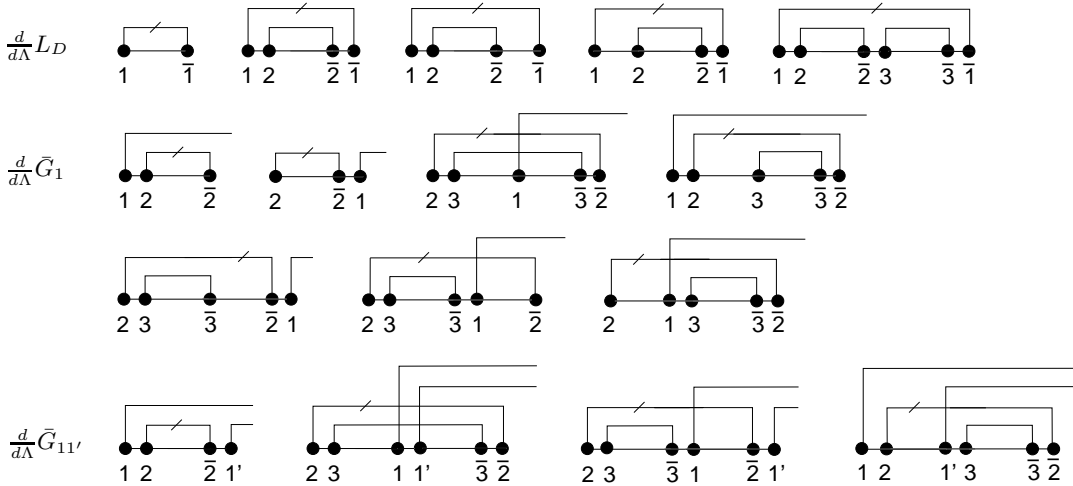 d/dΛ L_D
1 1̄ 1 2 2̄ 1̄ 1 2 2̄ 1̄ 1 2 2̄ 1̄ 1 2 2̄ 3 3̄ 1̄
d/dΛ Ḡ_1
1 2 2̄ 2 2̄ 1 2 3 1 3̄ 2̄ 1 2 3 3̄ 2̄
2 3 3̄ 2̄ 1 2 3 3̄ 1 2̄ 2 1 3 3̄ 2̄
d/dΛ Ḡ_11'
1 2 2̄ 1' 2 3 1 1' 3̄ 2̄ 2 3 3̄ 1 2̄ 1' 1 2 1' 3 3̄ 2̄